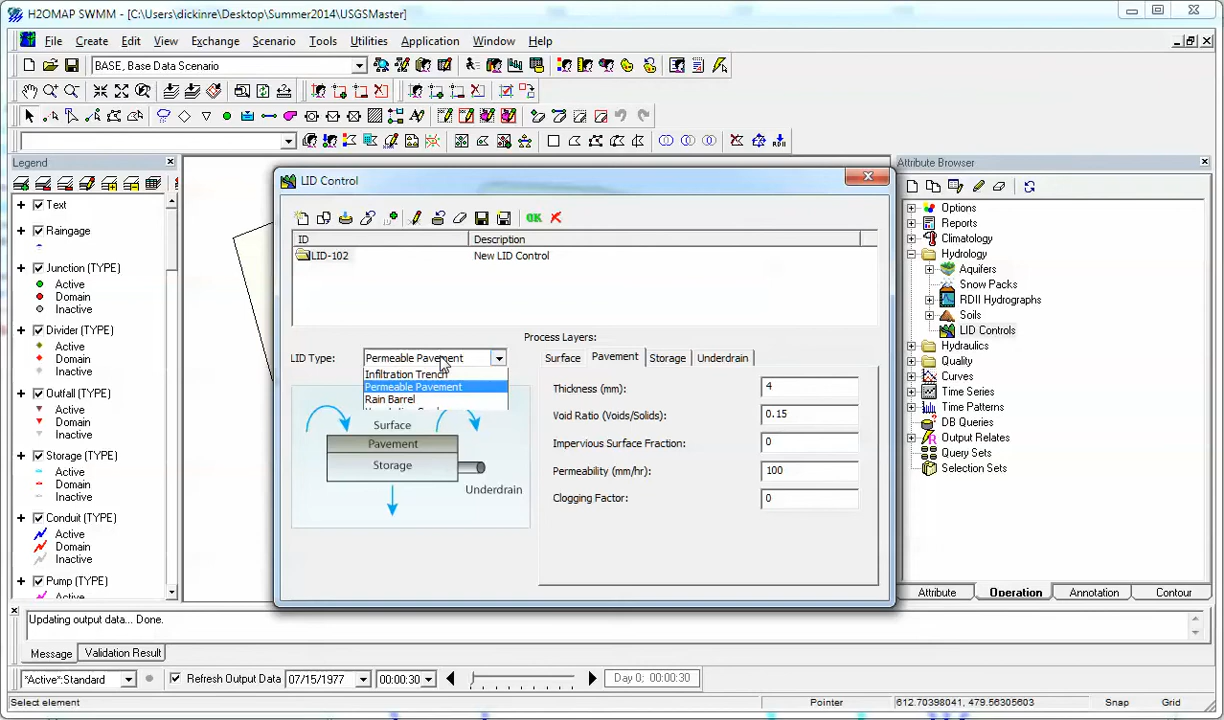 H2OMAP SWMM - [C:\Users\dickinre\Desktop\Summer2014\USGSMaster]
File Create Edit View Exchange Scenario Tools Utilities Application Window Help
BASE, Base Data Scenario
Legend
Text
Raingage
Junction (TYPE)
Active
Domain
Inactive
Divider (TYPE)
Active
Domain
Inactive
Outfall (TYPE)
Active
Domain
Inactive
Storage (TYPE)
Active
Domain
Inactive
Conduit (TYPE)
Active
Domain
Inactive
Pump (TYPE)
Active
LID Control
OK
ID Description
LID-102 New LID Control
Process Layers:
LID Type: Permeable Pavement
Infiltration Trench
Permeable Pavement
Rain Barrel
Surface
Pavement
Storage
Underdrain
Surface Pavement Storage Underdrain
Thickness (mm): 4
Void Ratio (Voids/Solids): 0.15
Impervious Surface Fraction: 0
Permeability (mm/hr): 100
Clogging Factor: 0
Attribute Browser
Options
Reports
Climatology
Hydrology
Aquifers
Snow Packs
RDII Hydrographs
Soils
LID Controls
Hydraulics
Quality
Curves
Time Patterns
DB Queries
Output Relates
Query Sets
Selection Sets
Attribute Operation Annotation Contour
Updating output data... Done.
Message Validation Result
*Active*:Standard Refresh Output Data 07/15/1977 00:00:30 Day 0; 00:00:30
Select element Pointer 612.70398041, 479.56305603 Snap Grid